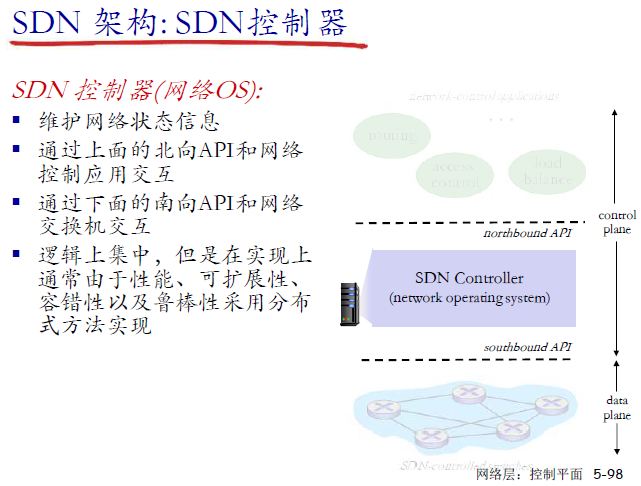 SDN 架构: SDN控制器
SDN 控制器(网络OS):
▪ 维护网络状态信息
▪ 通过上面的北向API和网络
控制应用交互
▪ 通过下面的南向API和网络
交换机交互
▪ 逻辑上集中，但是在实现上
通常由于性能、可扩展性、
容错性以及鲁棒性采用分布
式方法实现
network-control applications
...
routing
access
control
load
balance
control
plane
northbound API
SDN Controller
(network operating system)
southbound API
data
plane
SDN-controlled switches
网络层：控制平面 5-98